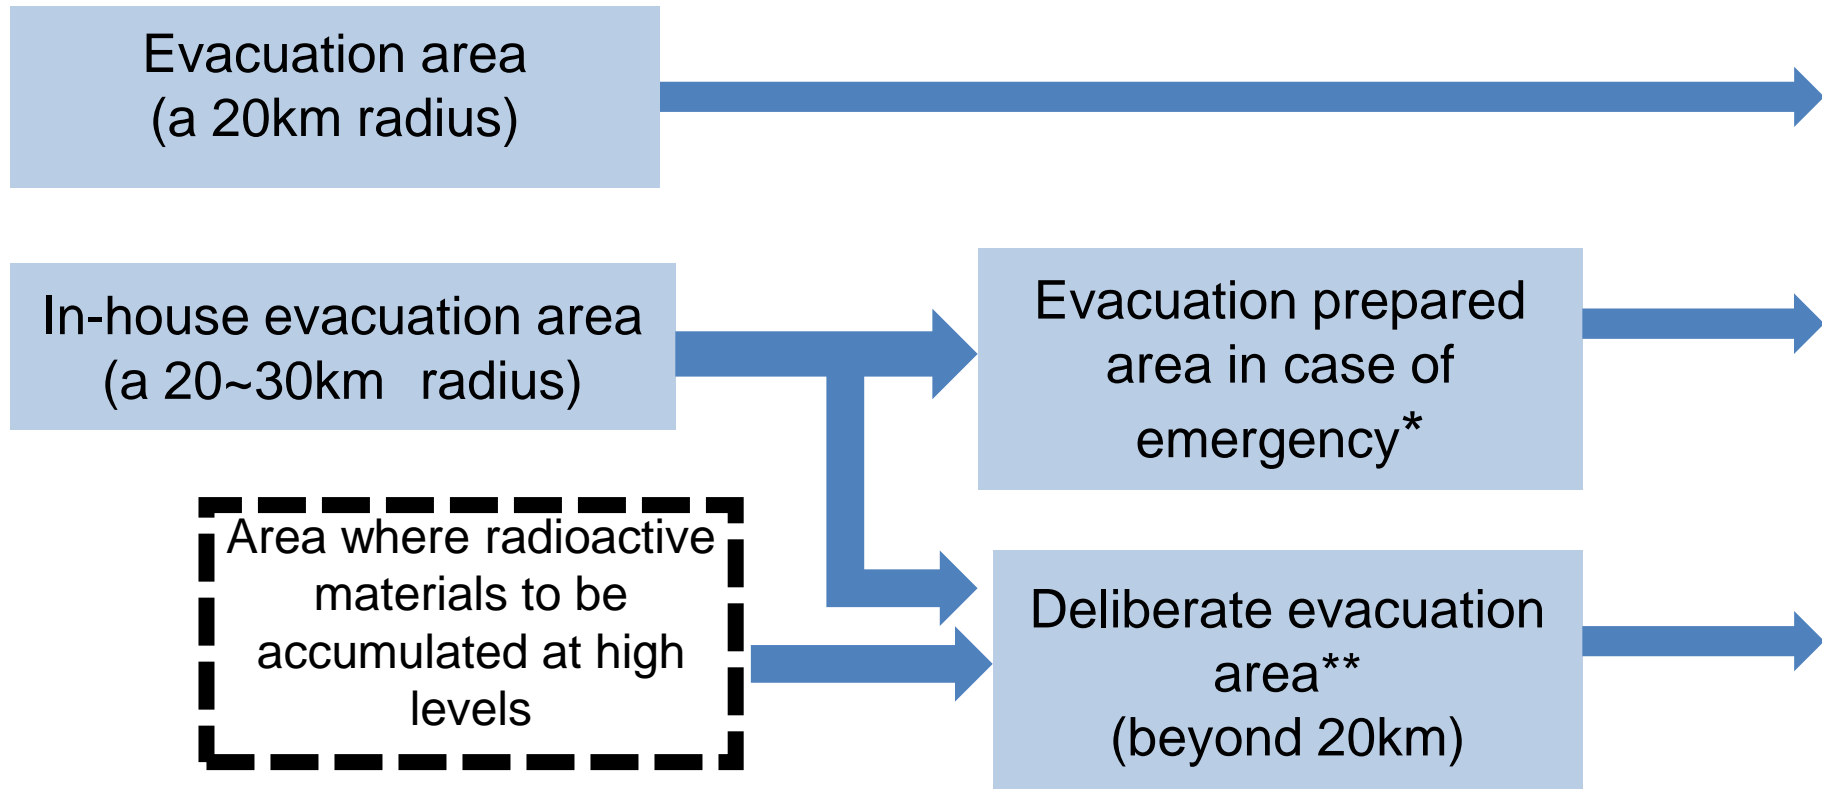 Evacuation area
(a 20km radius)
In-house evacuation area
(a 20~30km radius)
Evacuation prepared
area in case of
emergency*
Area where radioactive
materials to be
accumulated at high
levels
Deliberate evacuation
area**
(beyond 20km)